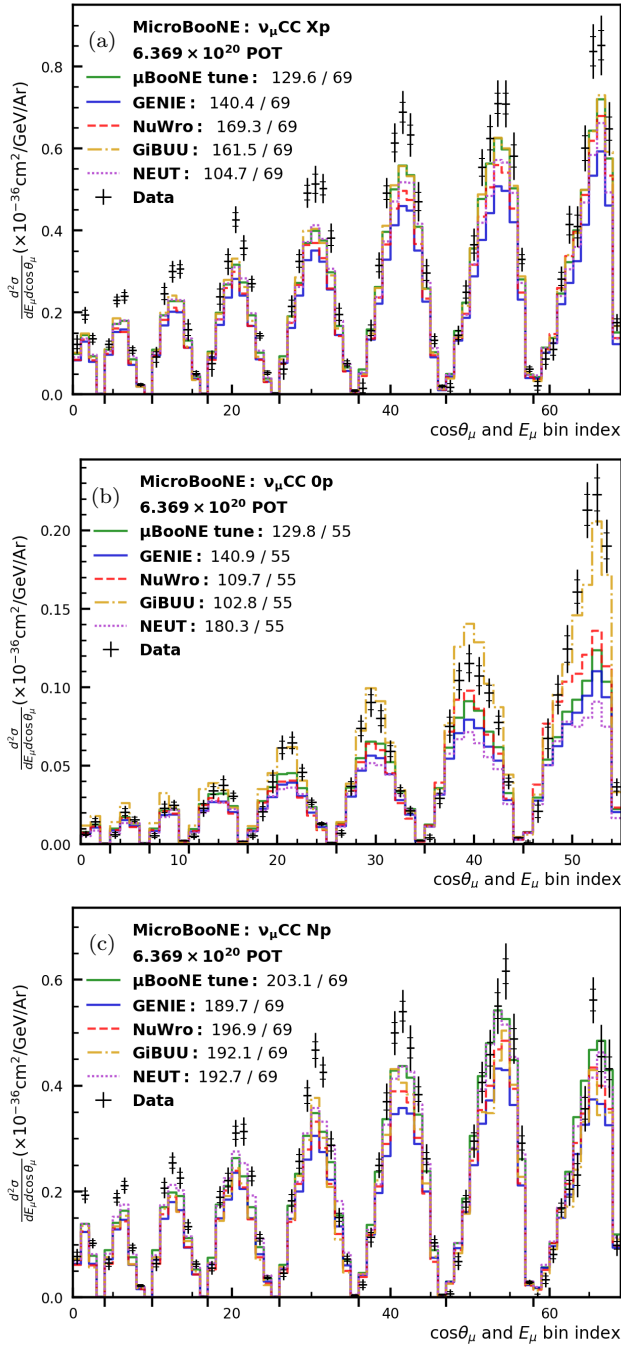 (a)
MicroBooNE: νμCC Xp
6.369 × 10²⁰ POT
μBooNE tune: 129.6 / 69
GENIE: 140.4 / 69
NuWro: 169.3 / 69
GiBUU: 161.5 / 69
NEUT: 104.7 / 69
Data
d²σ/dEμdcosθμ (×10⁻³⁶cm²/GeV/Ar)
0.8
0.6
0.4
0.2
0.0
0 20 40 60
cosθμ and Eμ bin index
(b)
MicroBooNE: νμCC 0p
6.369 × 10²⁰ POT
μBooNE tune: 129.8 / 55
GENIE: 140.9 / 55
NuWro: 109.7 / 55
GiBUU: 102.8 / 55
NEUT: 180.3 / 55
Data
d²σ/dEμdcosθμ (×10⁻³⁶cm²/GeV/Ar)
0.20
0.15
0.10
0.05
0.00
0 10 20 30 40 50
cosθμ and Eμ bin index
(c)
MicroBooNE: νμCC Np
6.369 × 10²⁰ POT
μBooNE tune: 203.1 / 69
GENIE: 189.7 / 69
NuWro: 196.9 / 69
GiBUU: 192.1 / 69
NEUT: 192.7 / 69
Data
d²σ/dEμdcosθμ (×10⁻³⁶cm²/GeV/Ar)
0.6
0.4
0.2
0.0
0 20 40 60
cosθμ and Eμ bin index